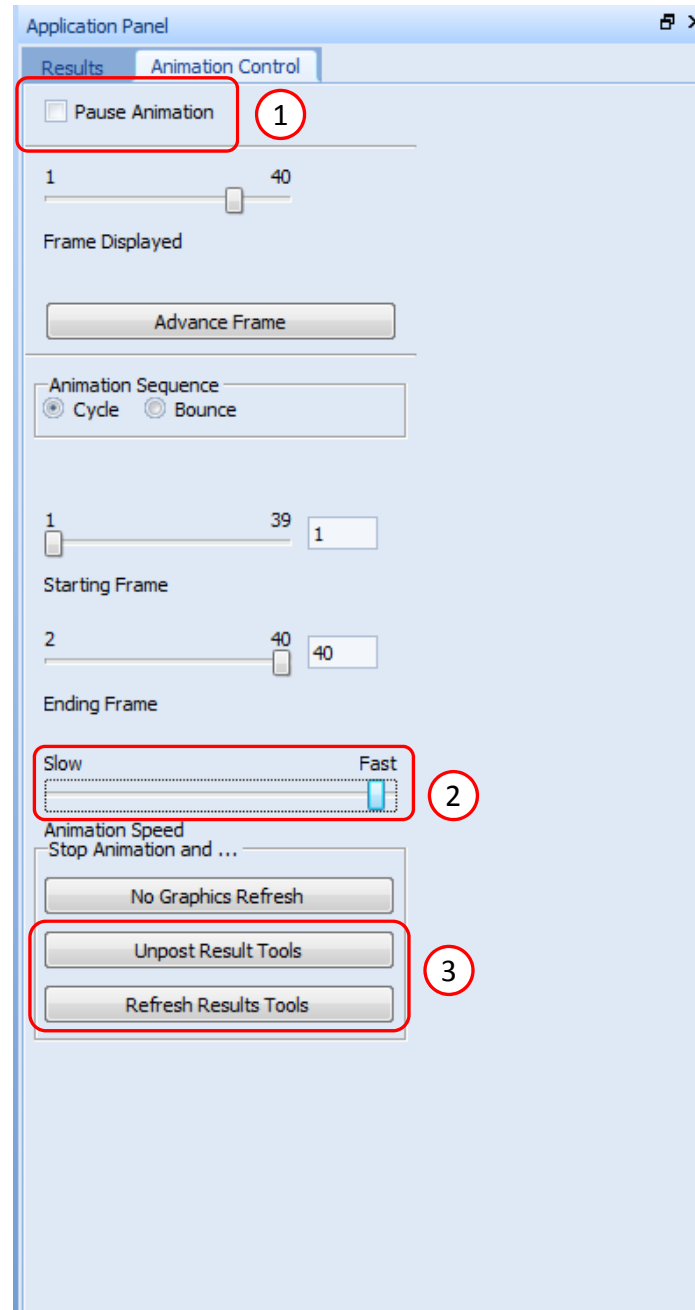 Application Panel
Results Animation Control
Pause Animation 1
1 40
Frame Displayed
Advance Frame
Animation Sequence
Cycle Bounce
1 39 1
Starting Frame
2 40 40
Ending Frame
Slow Fast
2
Animation Speed
Stop Animation and ...
No Graphics Refresh
Unpost Result Tools
3
Refresh Results Tools